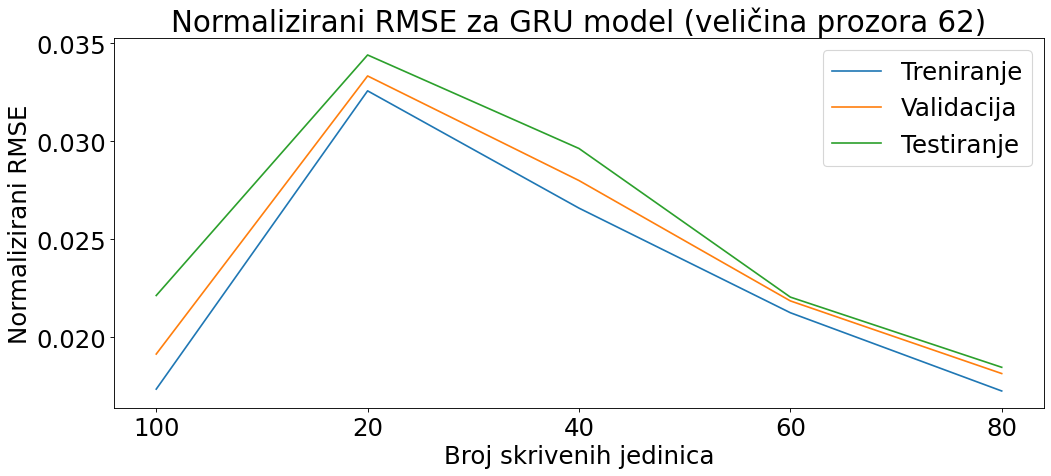 Normalizirani RMSE za GRU model (veličina prozora 62)
Normalizirani RMSE
0.035
0.030
0.025
0.020
Treniranje
Validacija
Testiranje
100 20 40 60 80
Broj skrivenih jedinica